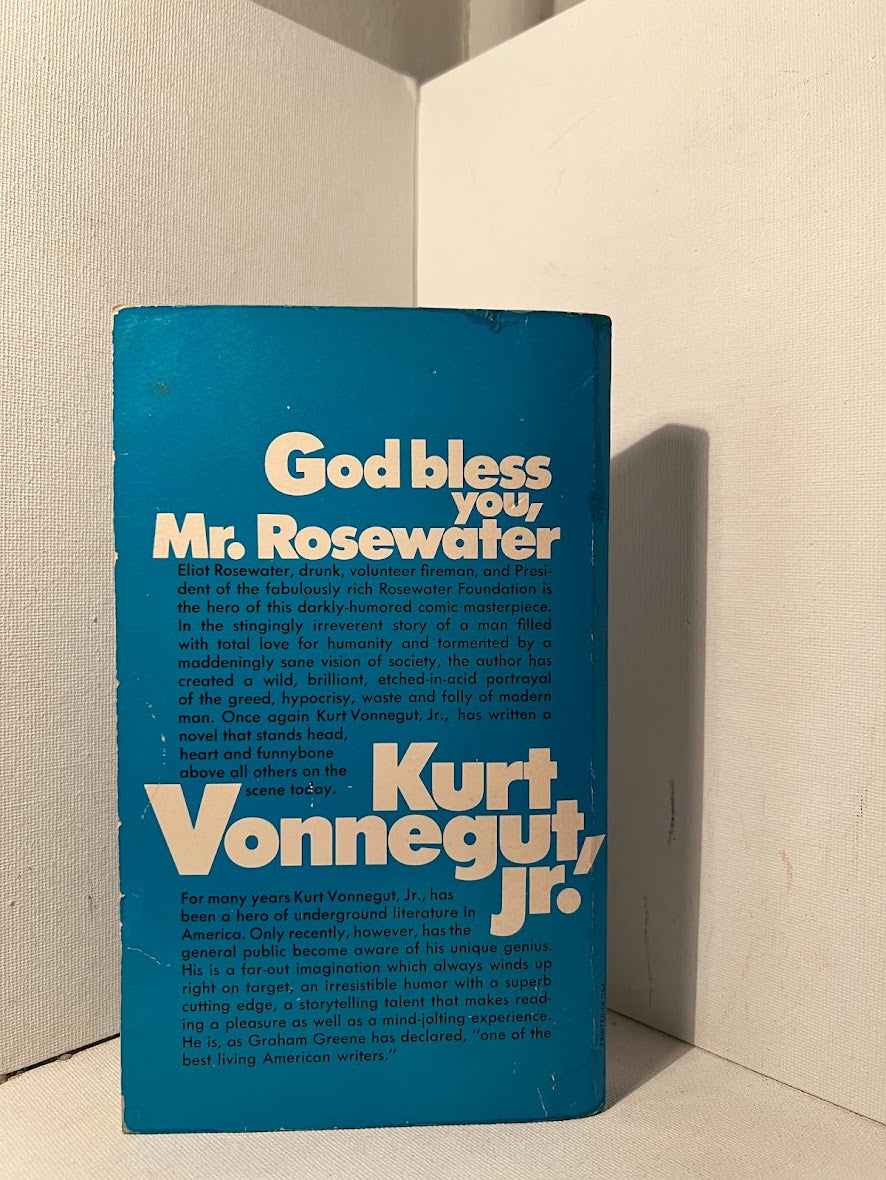 God bless
you,
Mr. Rosewater
Eliot Rosewater, drunk, volunteer fireman, and Presi-
dent of the fabulously rich Rosewater Foundation is
the hero of this darkly-humored comic masterpiece.
In the stingingly irreverent story of a man filled
with total love for humanity and tormented by a
maddeningly sane vision of society, the author has
created a wild, brilliant, etched-in-acid portrayal
of the greed, hypocrisy, waste and folly of modern
man. Once again Kurt Vonnegut, Jr., has written a
novel that stands head,
heart and funnybone
above all others on the
scene today.
Kurt
Vonnegut,
jr.
For many years Kurt Vonnegut, Jr., has
been a hero of underground literature in
America. Only recently, however, has the
general public become aware of his unique genius.
His is a far-out imagination which always winds up
right on target, an irresistible humor with a superb
cutting edge, a storytelling talent that makes read-
ing a pleasure as well as a mind-jolting experience.
He is, as Graham Greene has declared, "one of the
best living American writers."
PRINTED IN USA